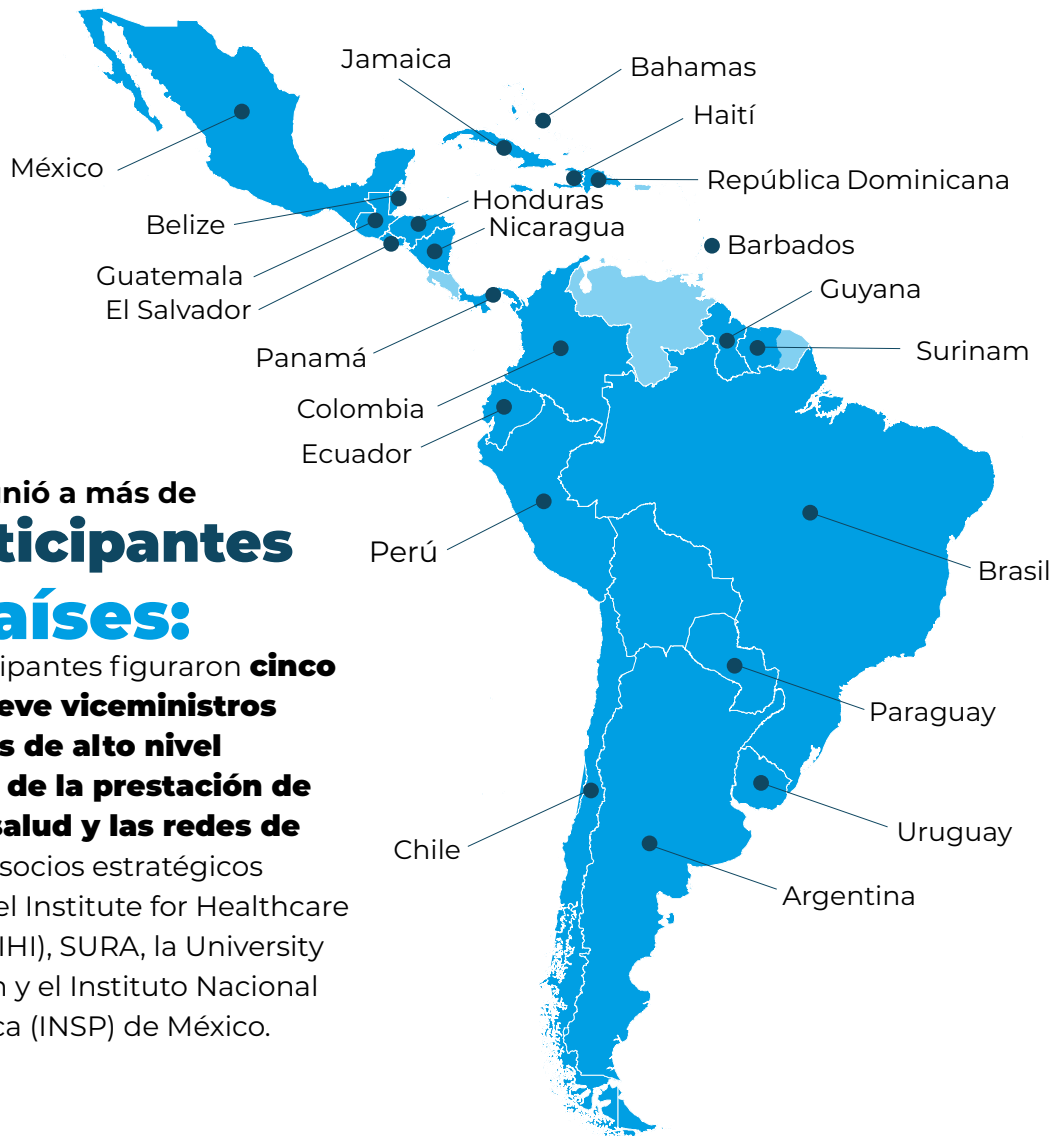 Jamaica
Bahamas
Haití
México
República Dominicana
Honduras
Belize
Nicaragua
Barbados
Guatemala
Guyana
El Salvador
Surinam
Panamá
Colombia
Ecuador
Perú
Brasil
Paraguay
Uruguay
Chile
Argentina
unió a más de
ticipantes
aíses:
cipantes figuraron cinco
eve viceministros
s de alto nivel
de la prestación de
salud y las redes de
socios estratégicos
el Institute for Healthcare
IHI), SURA, la University
n y el Instituto Nacional
ca (INSP) de México.